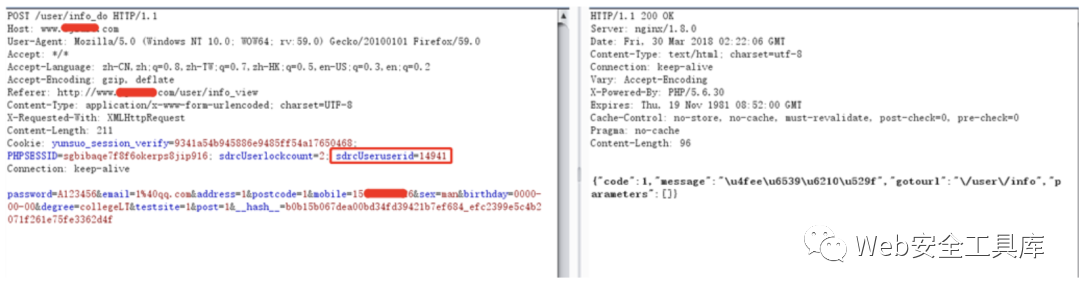 POST /user/info_do HTTP/1.1
Host: www. .com
User-Agent: Mozilla/5.0 (Windows NT 10.0; WOW64; rv:59.0) Gecko/20100101 Firefox/59.0
Accept: */*
Accept-Language: zh-CN,zh;q=0.8,zh-TW;q=0.7,zh-HK;q=0.5,en-US;q=0.3,en;q=0.2
Accept-Encoding: gzip, deflate
Referer: http://www. .com/user/info_view
Content-Type: application/x-www-form-urlencoded; charset=UTF-8
X-Requested-With: XMLHttpRequest
Content-Length: 211
Cookie: yunsuo_session_verify=9341a54b945886e9485ff54a17650468;
PHPSESSID=sgbibaqe7f8f6okerps8jip916; sdrcUserlockcount=2; sdrcUseruserid=14941
Connection: keep-alive
password=A123456&email=1%40qq.com&address=1&postcode=1&mobile=15 6&sex=man&birthday=0000-
00-00&degree=collegeLT&testsite=1&post=1&__hash__=b0b15b067dea00bd34fd39421b7ef684_efc2399e5c4b2
071f261e75fe3362d4f
HTTP/1.1 200 OK
Server: nginx/1.8.0
Date: Fri, 30 Mar 2018 02:22:06 GMT
Content-Type: text/html; charset=utf-8
Connection: keep-alive
Vary: Accept-Encoding
X-Powered-By: PHP/5.6.30
Expires: Thu, 19 Nov 1981 08:52:00 GMT
Cache-Control: no-store, no-cache, must-revalidate, post-check=0, pre-check=0
Pragma: no-cache
Content-Length: 96
{"code":1,"message":"\u4fee\u6539\u6210\u529f","gotourl":"\/user\/info","p
arameters":[]}
Web安全工具库